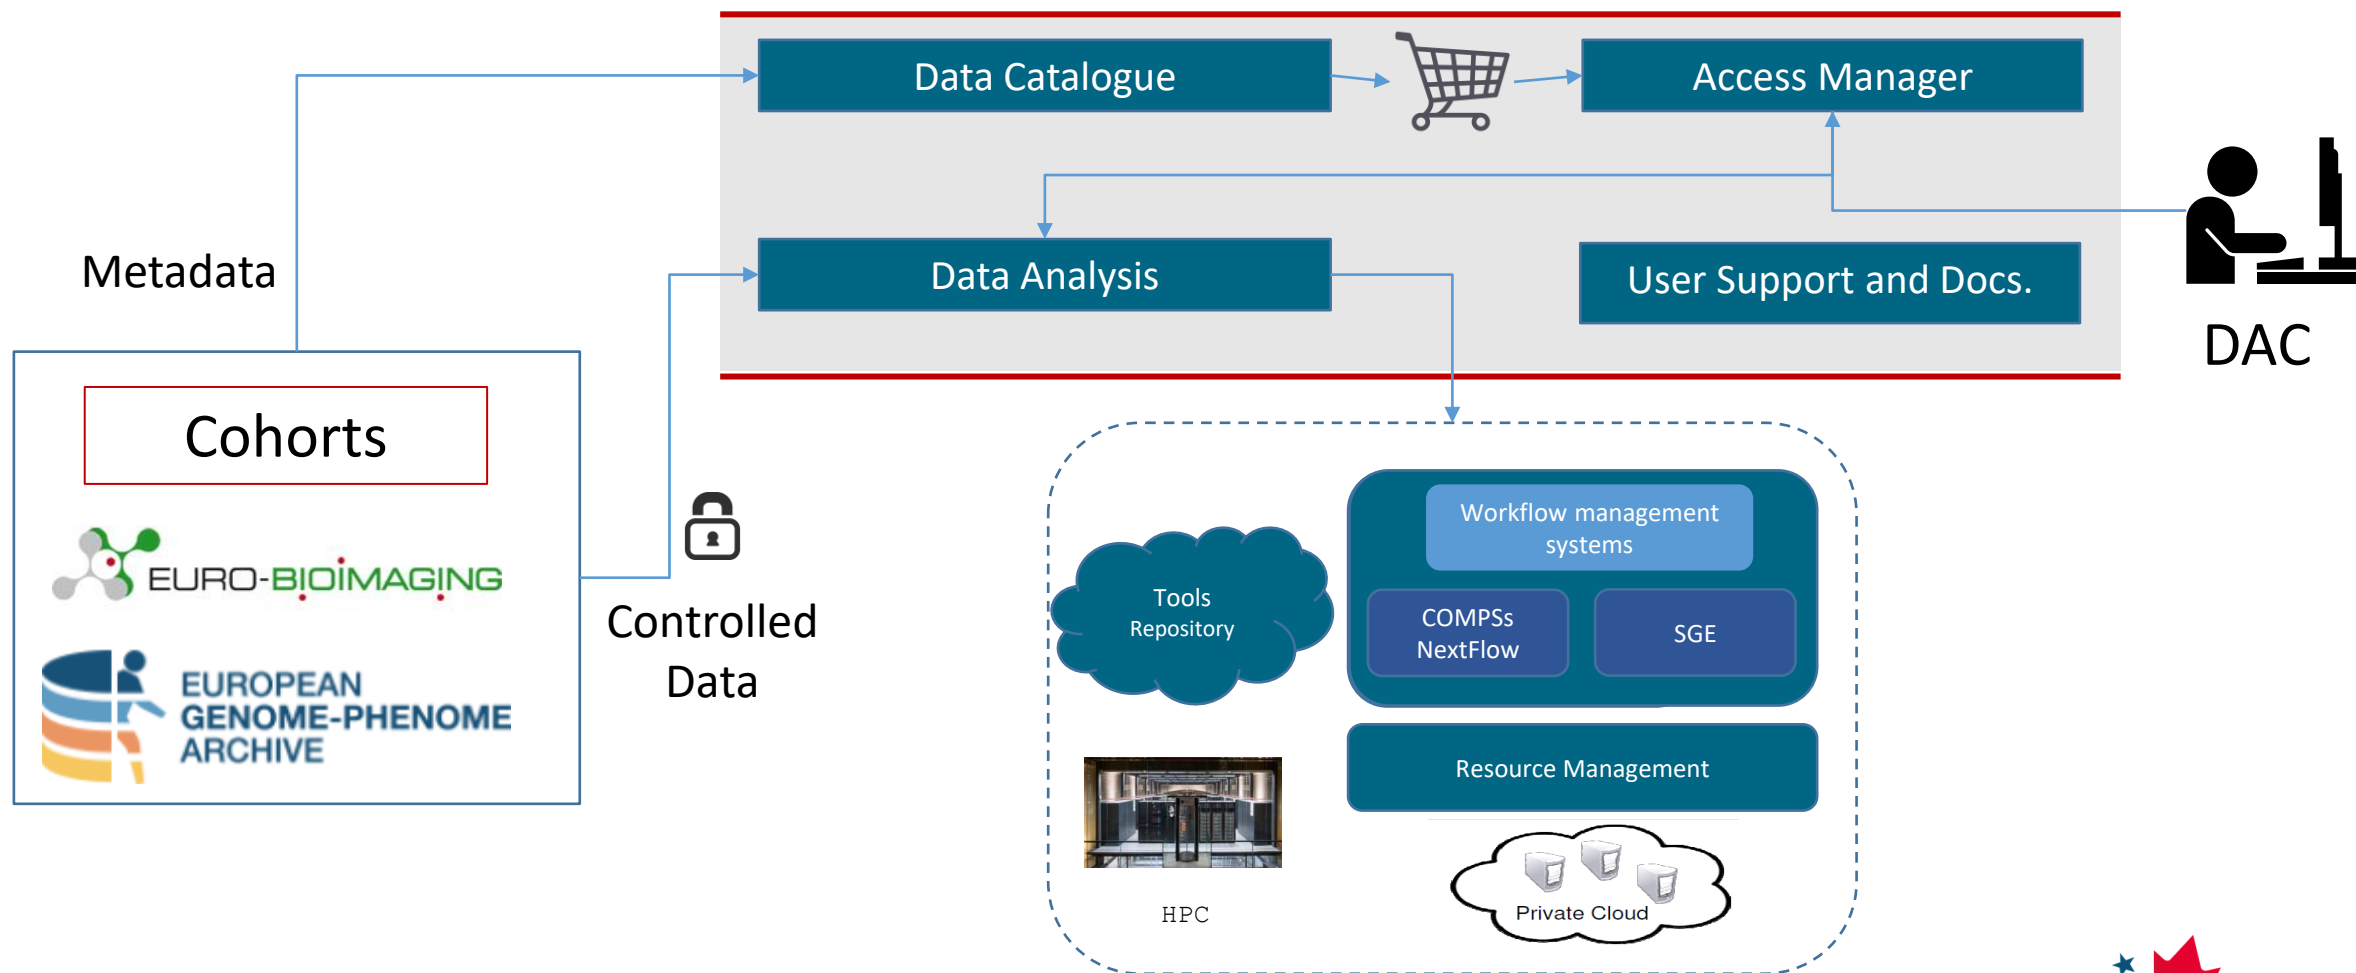 Data Catalogue
Access Manager
Metadata
Data Analysis
User Support and Docs.
DAC
Cohorts
EURO-BIOIMAGING
EUROPEAN
GENOME-PHENOME
ARCHIVE
Controlled
Data
Workflow management
systems
Tools
Repository
COMPSs
NextFlow
SGE
Resource Management
HPC
Private Cloud